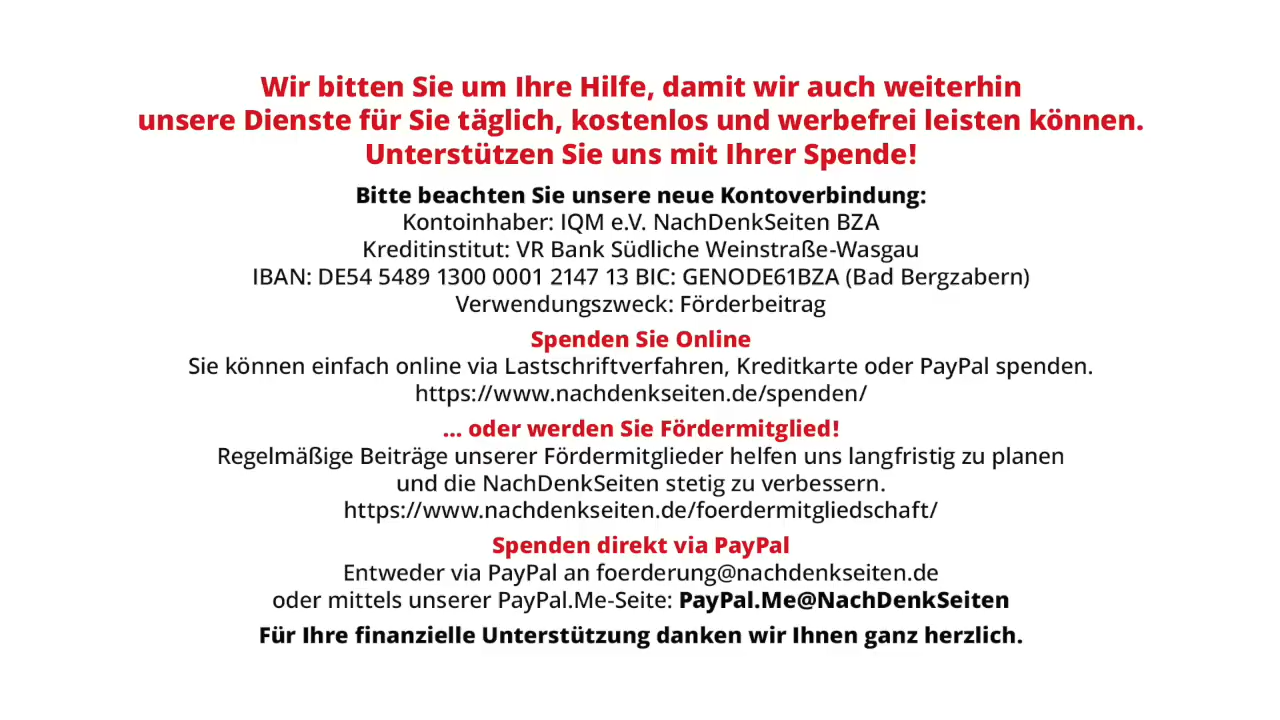 Wir bitten Sie um Ihre Hilfe, damit wir auch weiterhin
unsere Dienste für Sie täglich, kostenlos und werbefrei leisten können.
Unterstützen Sie uns mit Ihrer Spende!
Bitte beachten Sie unsere neue Kontoverbindung:
Kontoinhaber: IQM e.V. NachDenkSeiten BZA
Kreditinstitut: VR Bank Südliche Weinstraße-Wasgau
IBAN: DE54 5489 1300 0001 2147 13 BIC: GENODE61BZA (Bad Bergzabern)
Verwendungszweck: Förderbeitrag
Spenden Sie Online
Sie können einfach online via Lastschriftverfahren, Kreditkarte oder PayPal spenden.
https://www.nachdenkseiten.de/spenden/
... oder werden Sie Fördermitglied!
Regelmäßige Beiträge unserer Fördermitglieder helfen uns langfristig zu planen
und die NachDenkSeiten stetig zu verbessern.
https://www.nachdenkseiten.de/foerdermitgliedschaft/
Spenden direkt via PayPal
Entweder via PayPal an foerderung@nachdenkseiten.de
oder mittels unserer PayPal.Me-Seite: PayPal.Me@NachDenkSeiten
Für Ihre finanzielle Unterstützung danken wir Ihnen ganz herzlich.